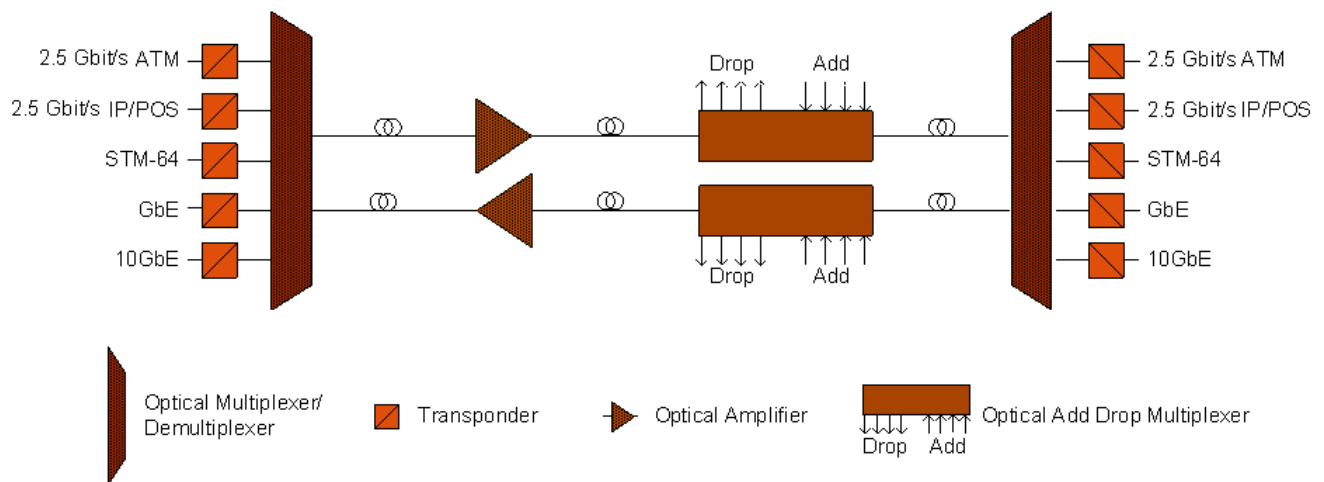 2.5 Gbit/s ATM
2.5 Gbit/s IP/POS
STM-64
GbE
10GbE
Drop
Add
Drop
Add
2.5 Gbit/s ATM
2.5 Gbit/s IP/POS
STM-64
GbE
10GbE
Optical Multiplexer/
Demultiplexer
Transponder
Optical Amplifier
Drop
Add
Optical Add Drop Multiplexer